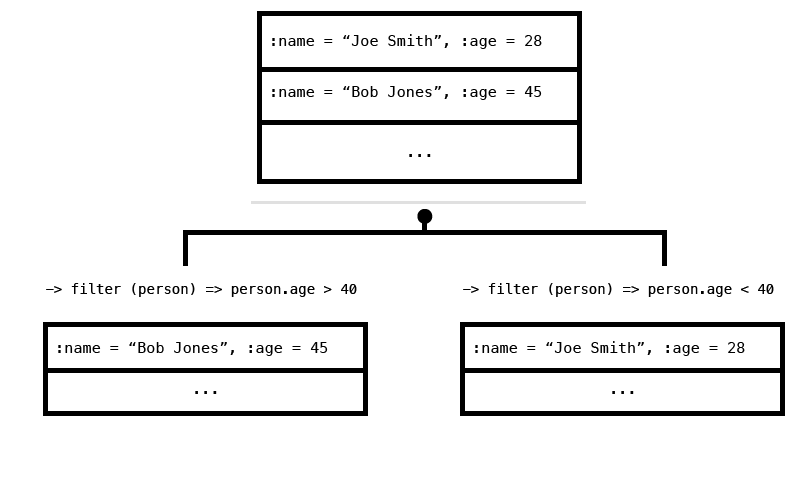 :name = “Joe Smith”, :age = 28
:name = “Bob Jones”, :age = 45
...
—> filter (person) => person.age > 40
—> filter (person) => person.age < 40
:name = “Bob Jones”, :age = 45
...
:name = “Joe Smith”, :age = 28
...